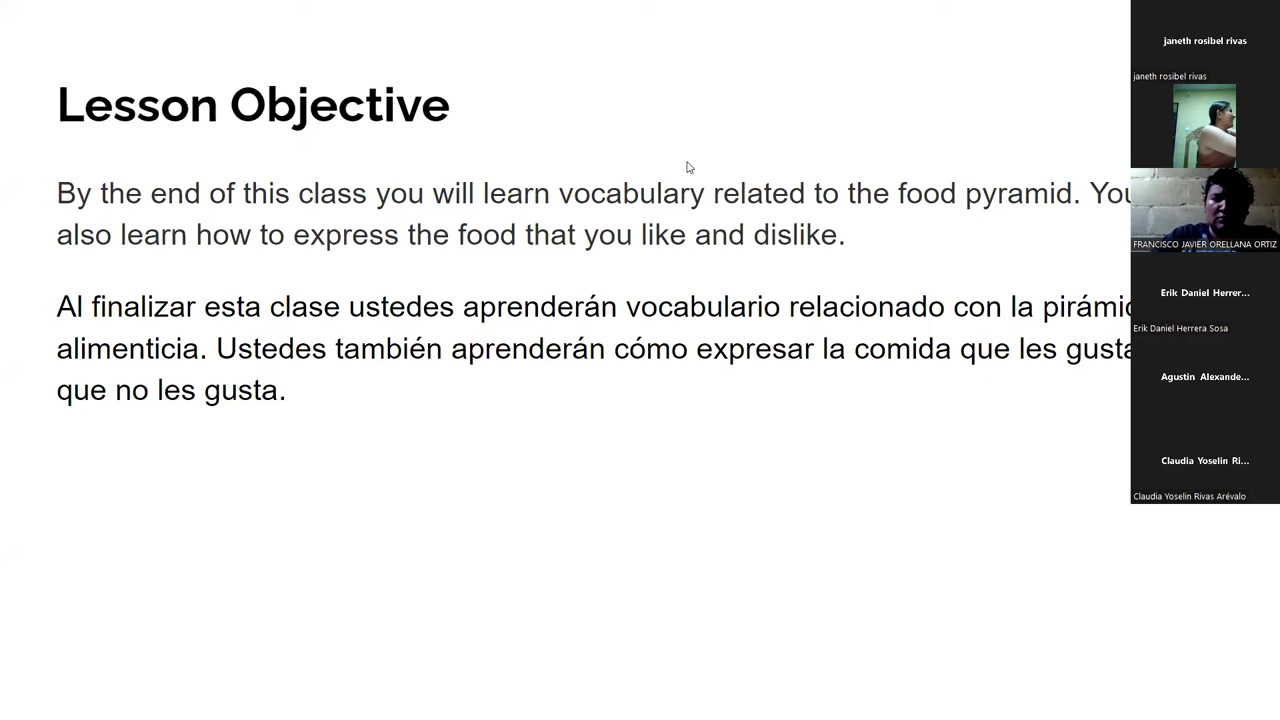 Lesson Objective
By the end of this class you will learn vocabulary related to the food pyramid. You
also learn how to express the food that you like and dislike.
Al finalizar esta clase ustedes aprenderán vocabulario relacionado con la
alimenticia. Ustedes también aprenderán cómo expresar la comida que les gusta
que no les gusta.
janeth rosibel rivas
janeth rosibel rivas
FRANCISCO JAVIER ORELLANA ORTIZ
Erik Daniel Herrer...
Erik Daniel Herrera Sosa
Agustin Alexande...
Claudia Yoselin Ri...
Claudia Yoselin Rivas Arévalo